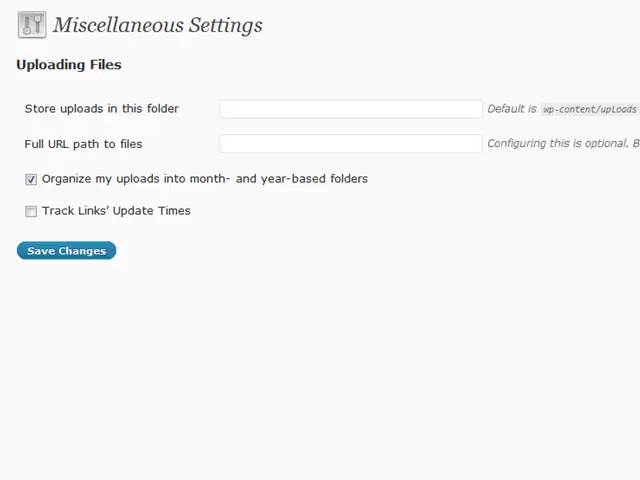 Miscellaneous Settings
Uploading Files
Store uploads in this folder Default is wp-content/uploads
Full URL path to files Configuring this is optional. B
Organize my uploads into month- and year-based folders
Track Links’ Update Times
Save Changes